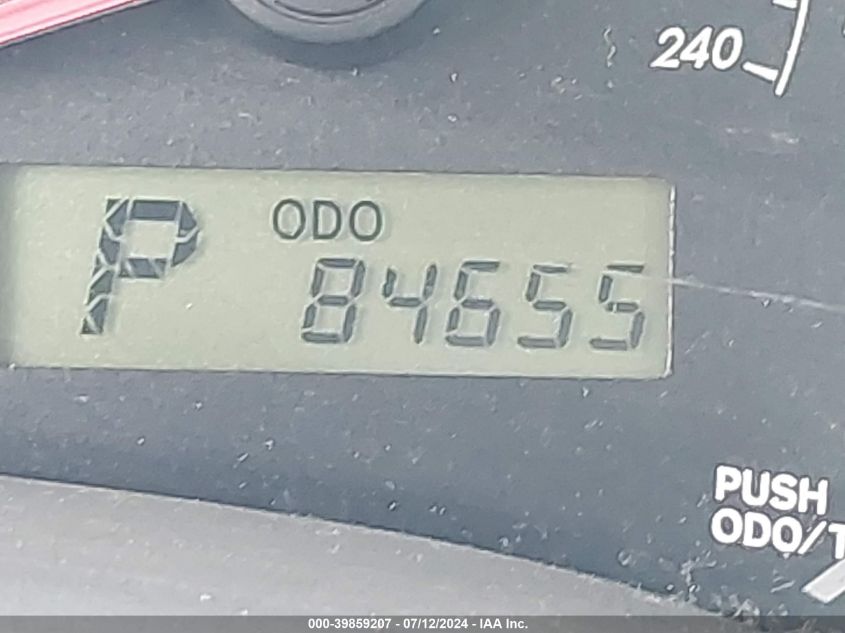 240
P ODO
84655
PUSH
ODO/T
000-39859207 - 07/12/2024 - IAA Inc.